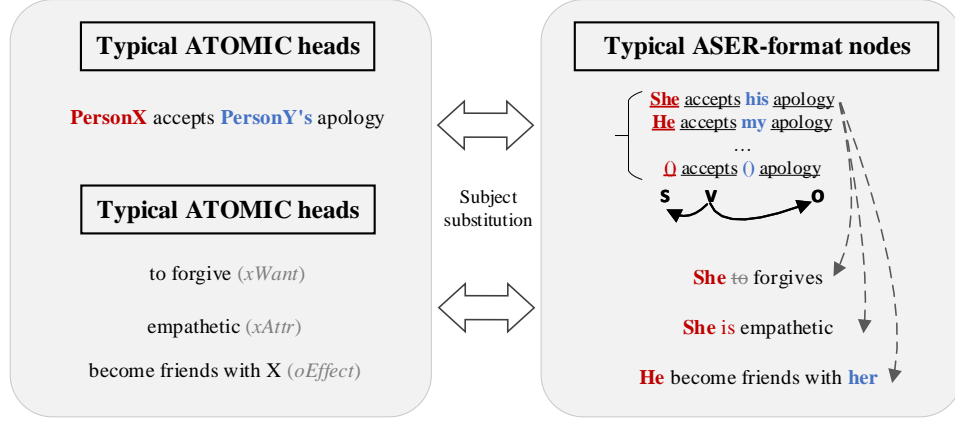 Typical ATOMIC heads
PersonX accepts PersonY's apology
Typical ATOMIC heads
to forgive (xWant)
empathetic (xAttr)
become friends with X (oEffect)
Subject
substitution
Typical ASER-format nodes
She accepts his apology
He accepts my apology
...
() accepts () apology
S V O
She to forgives
She is empathetic
He become friends with her